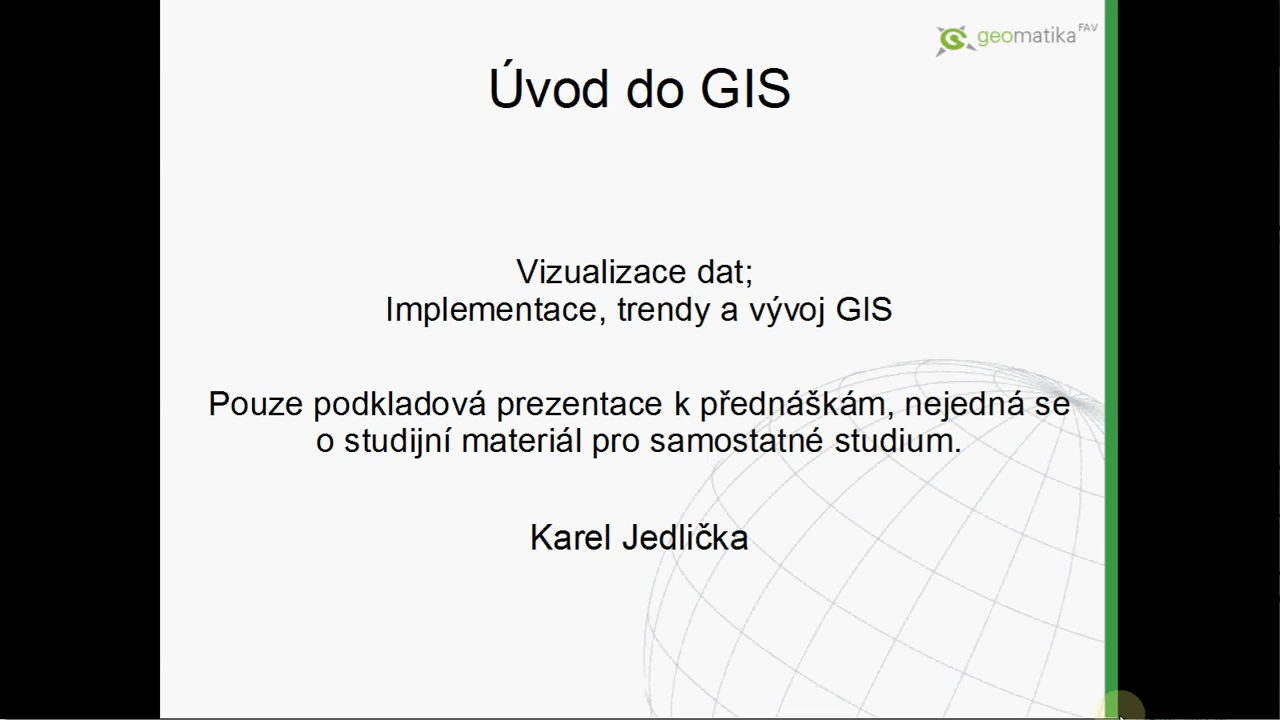 geomatika FAV
Úvod do GIS
Vizualizace dat;
Implementace, trendy a vývoj GIS
Pouze podkladová prezentace k přednáškám, nejedná se
o studijní materiál pro samostatné studium.
Karel Jedlička